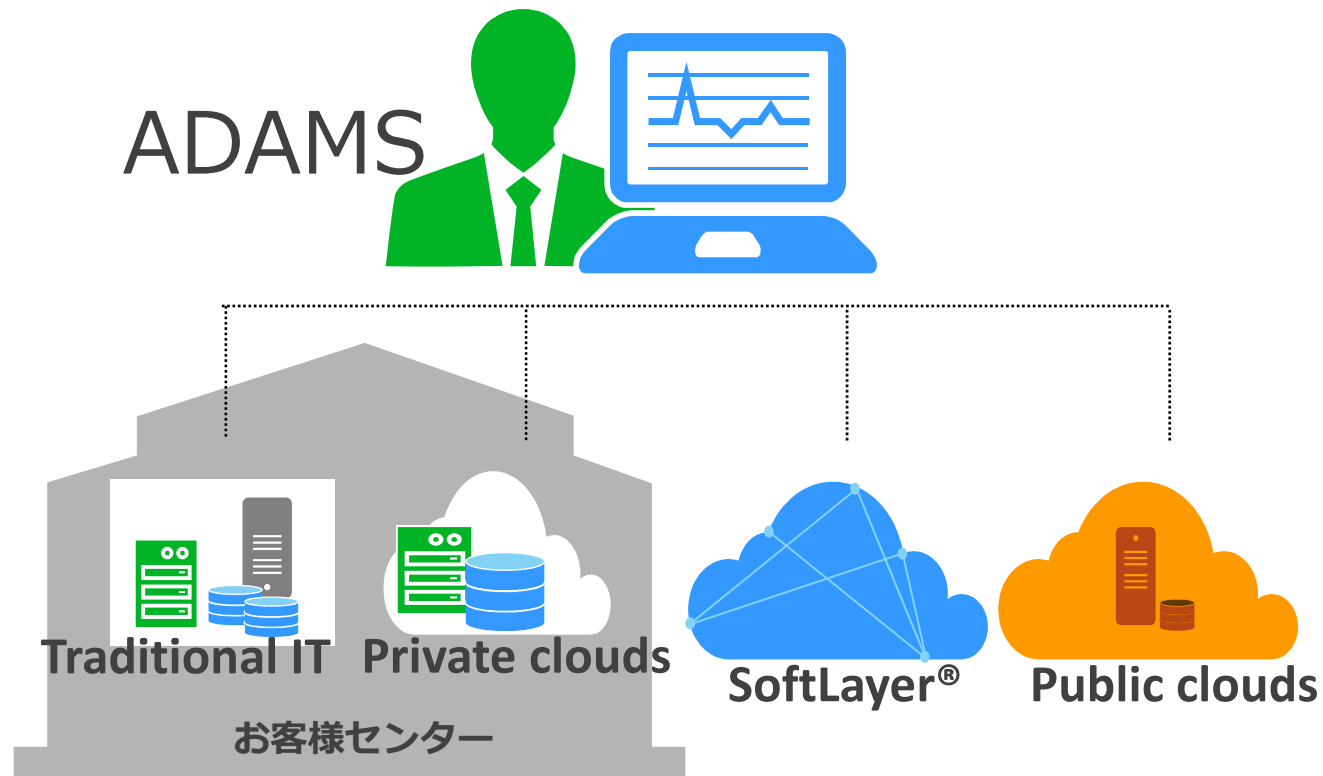 ADAMS
Traditional IT
Private clouds
SoftLayer®
Public clouds
お客様センター